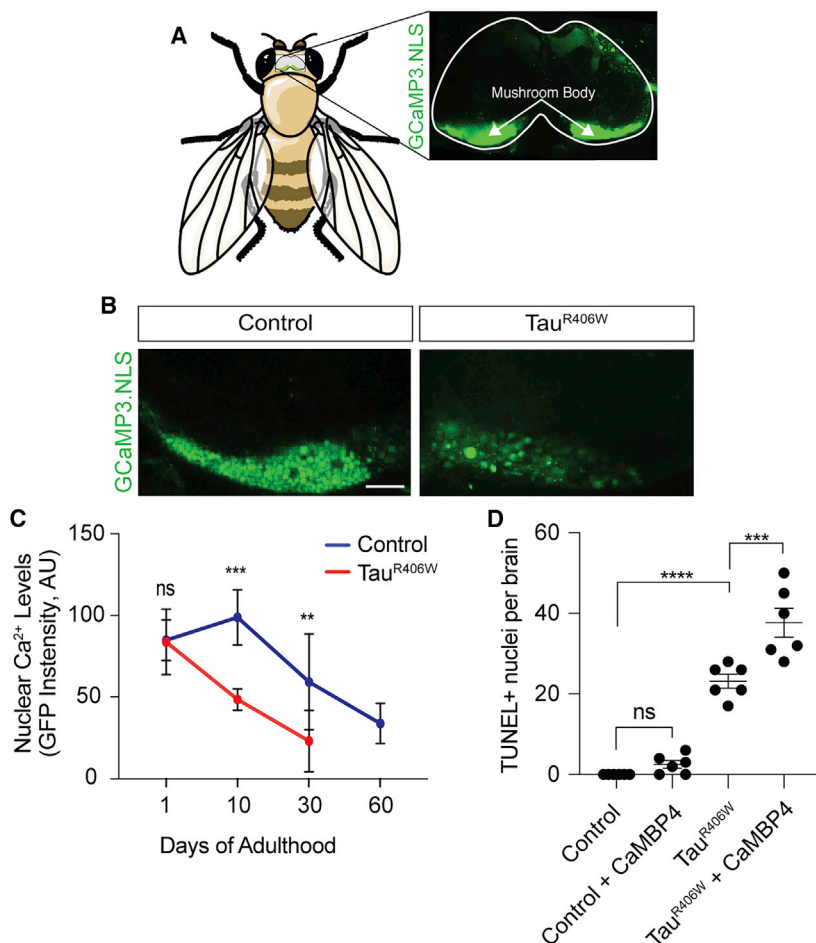 A
GCaMP3.NLS
Mushroom Body
B
Control
Tau^R406W
GCaMP3.NLS
C
Nuclear Ca²⁺ Levels
(GFP Instensity, AU)
150
100
50
0
ns
***
**
Control
Tau^R406W
1
10
30
60
Days of Adulthood
D
TUNEL+ nuclei per brain
60
40
20
0
ns
****
***
Control
Control + CaMBP4
Tau^R406W
Tau^R406W + CaMBP4